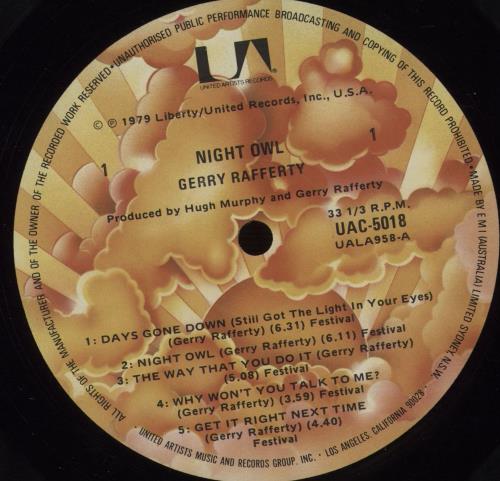 ALL RIGHTS OF THE MANUFACTURER AND OF THE OWNER OF THE RECORDED WORK RESERVED • UNAUTHORISED PUBLIC PERFORMANCE BROADCASTING AND COPYING OF THIS RECORD PROHIBITED • MADE BY E M I (AUSTRALIA) LIMITED SYDNEY N.S.W.
UA
UNITED ARTISTS RECORDS
© ℗ 1979 Liberty/United Records, Inc., U.S.A.
1
NIGHT OWL
1
GERRY RAFFERTY
Produced by Hugh Murphy and Gerry Rafferty
33 1/3 R.P.M.
UAC-5018
UALA958-A
1: DAYS GONE DOWN (Still Got The Light In Your Eyes)
(Gerry Rafferty) (6.31) Festival
2: NIGHT OWL (Gerry Rafferty) (6.11) Festival
3: THE WAY THAT YOU DO IT (Gerry Rafferty)
(5.08) Festival
4: WHY WON'T YOU TALK TO ME?
(Gerry Rafferty) (3.59) Festival
5: GET IT RIGHT NEXT TIME
(Gerry Rafferty) (4.40)
Festival
• UNITED ARTISTS MUSIC AND RECORDS GROUP, INC. • LOS ANGELES, CALIFORNIA 90028 •